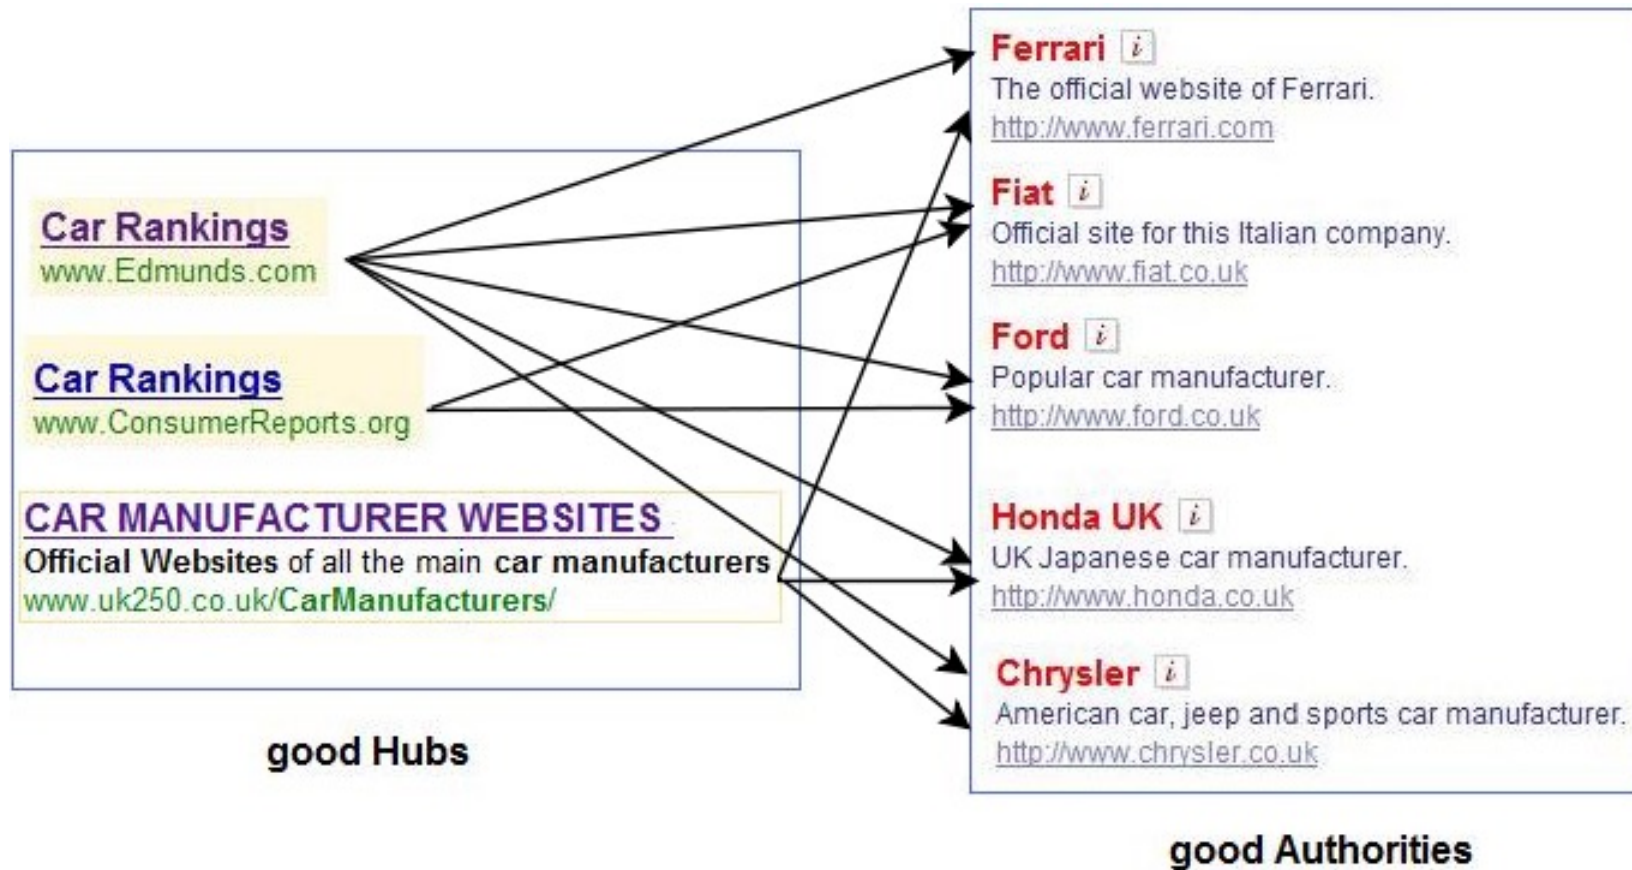 Car Rankings
www.Edmunds.com
Car Rankings
www.ConsumerReports.org
CAR MANUFACTURER WEBSITES
Official Websites of all the main car manufacturers
www.uk250.co.uk/CarManufacturers/
good Hubs
Ferrari i
The official website of Ferrari.
http://www.ferrari.com
Fiat i
Official site for this Italian company.
http://www.fiat.co.uk
Ford i
Popular car manufacturer.
http://www.ford.co.uk
Honda UK i
UK Japanese car manufacturer.
http://www.honda.co.uk
Chrysler i
American car, jeep and sports car manufacturer.
http://www.chrysler.co.uk
good Authorities